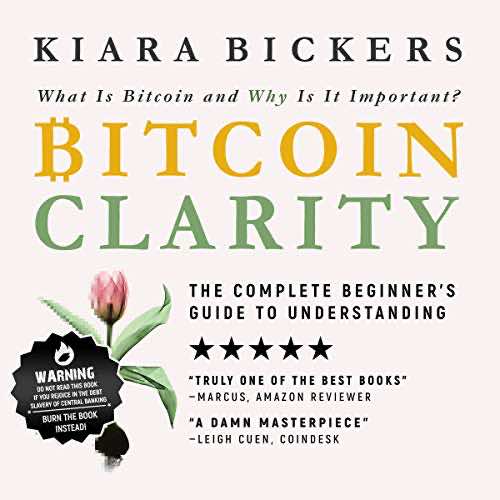 KIARA BICKERS
What Is Bitcoin and Why Is It Important?
₿ITCOIN
CLARITY
THE COMPLETE BEGINNER'S
GUIDE TO UNDERSTANDING
★★★★★
“TRULY ONE OF THE BEST BOOKS”
–MARCUS, AMAZON REVIEWER
“A DAMN MASTERPIECE”
–LEIGH CUEN, COINDESK
WARNING
DO NOT READ THIS BOOK
IF YOU REJOICE IN THE DEBT
SLAVERY OF CENTRAL BANKING
BURN THE BOOK
INSTEAD!